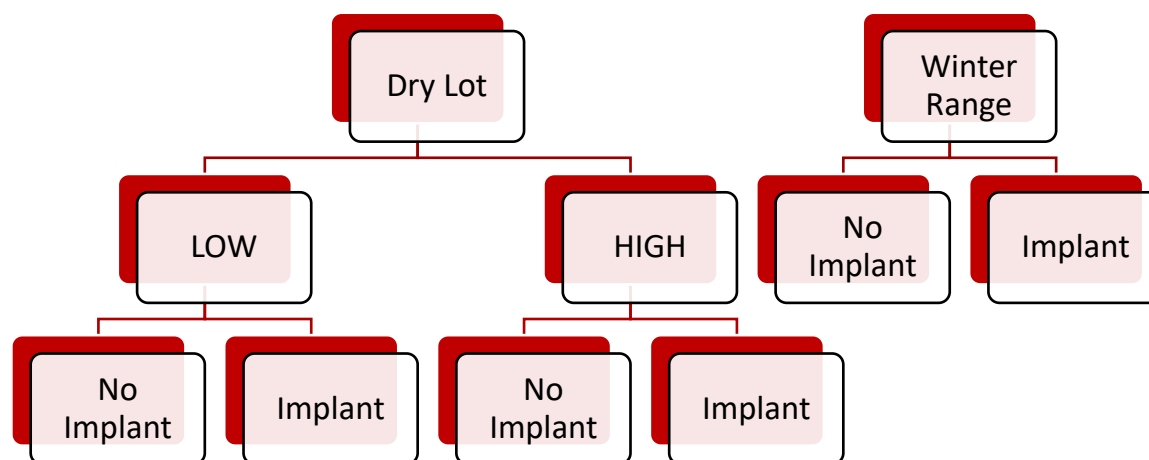 Dry Lot
Winter
Range
LOW
HIGH
No
Implant
Implant
No
Implant
Implant
No
Implant
Implant